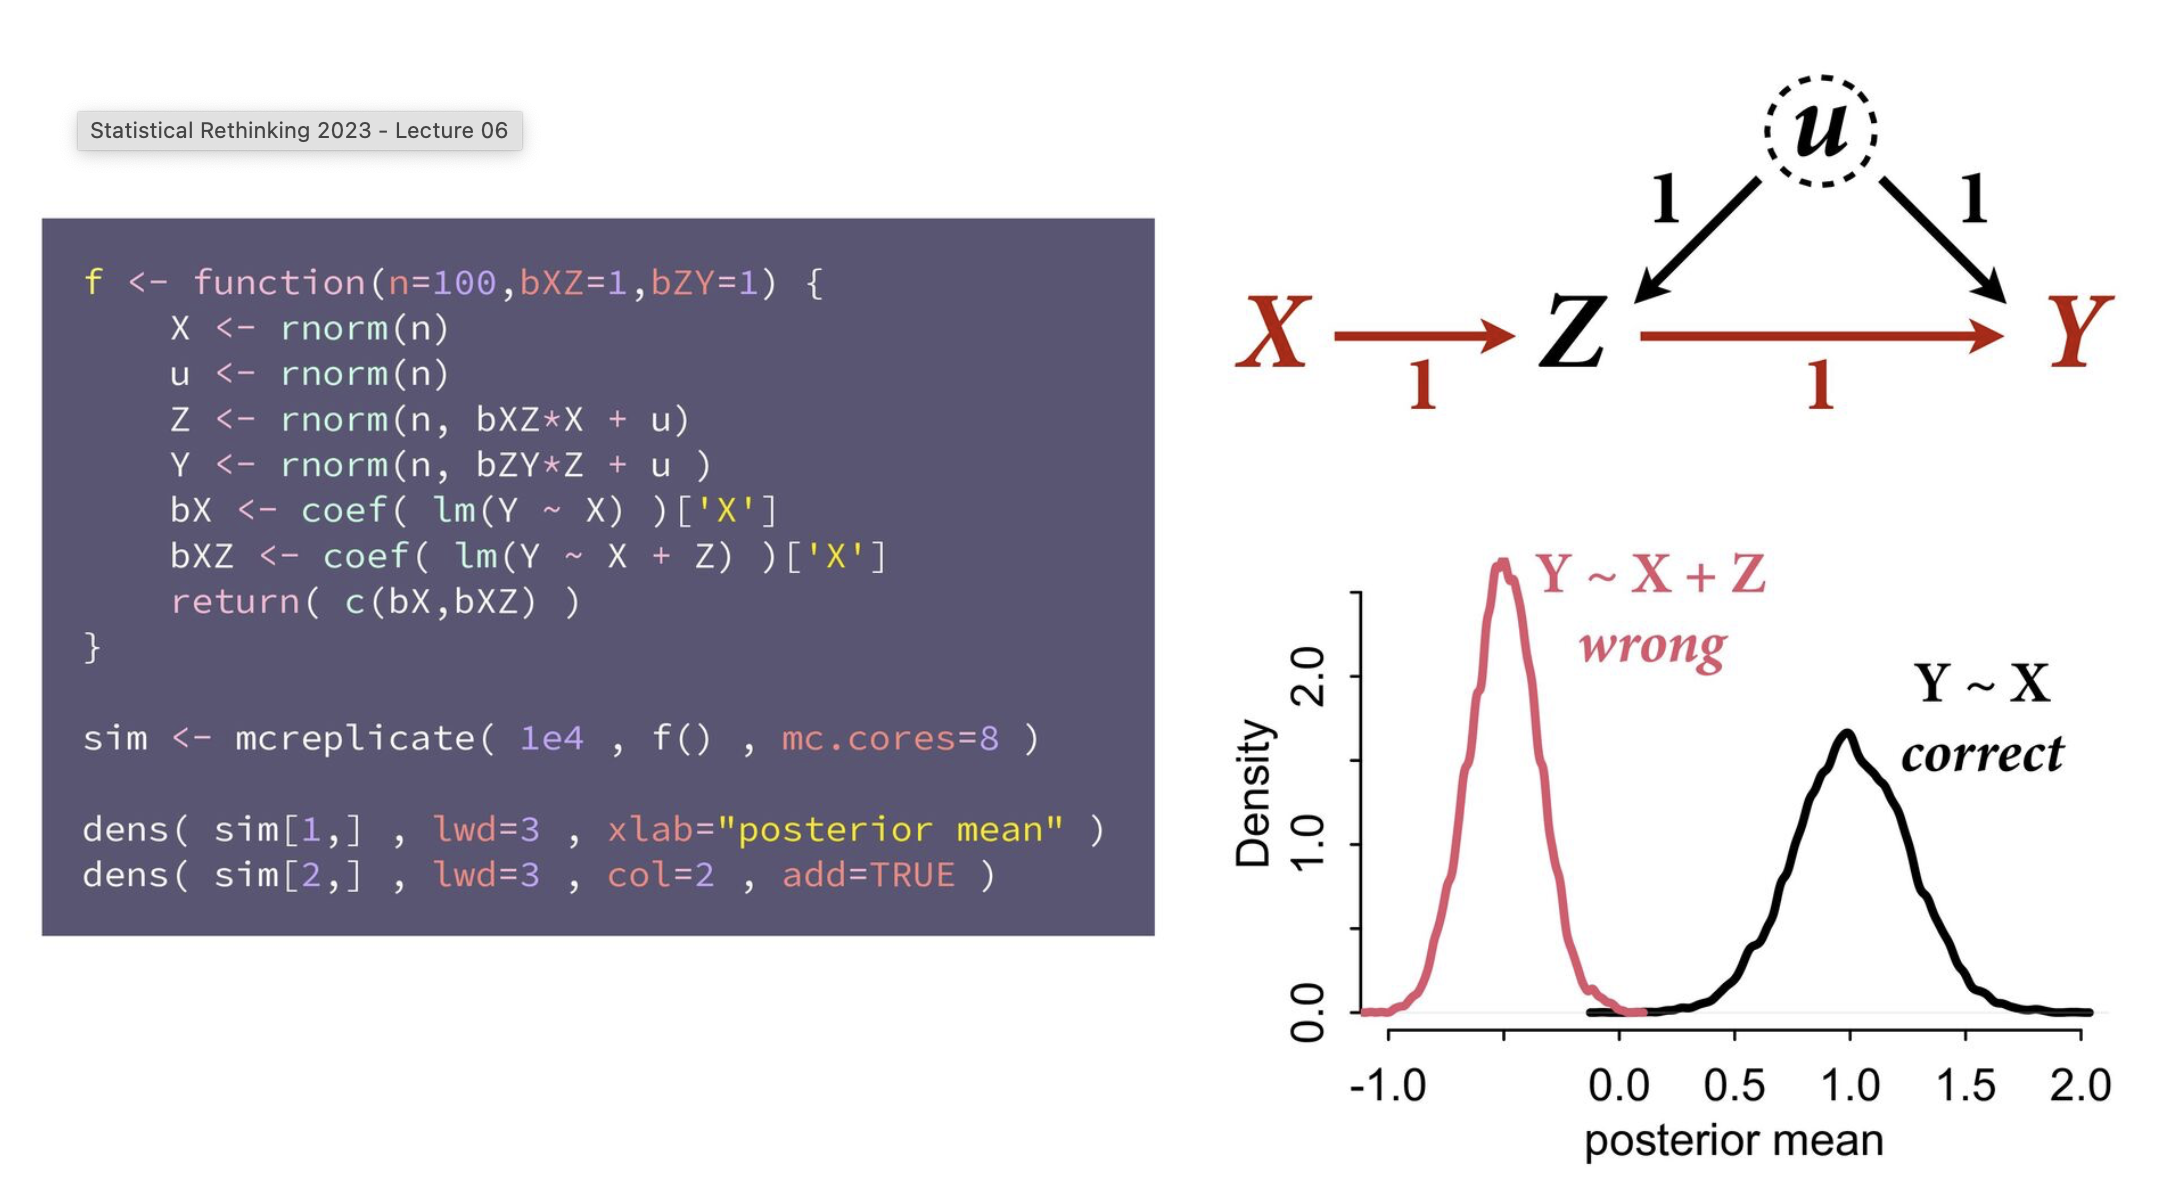 Statistical Rethinking 2023 - Lecture 06
f <- function(n=100,bXZ=1,bZY=1) {
    X <- rnorm(n)
    u <- rnorm(n)
    Z <- rnorm(n, bXZ*X + u)
    Y <- rnorm(n, bZY*Z + u )
    bX <- coef( lm(Y ~ X) )['X']
    bXZ <- coef( lm(Y ~ X + Z) )['X']
    return( c(bX,bXZ) )
}
sim <- mcreplicate( 1e4 , f() , mc.cores=8 )
dens( sim[1,] , lwd=3 , xlab="posterior mean" )
dens( sim[2,] , lwd=3 , col=2 , add=TRUE )
u
1 1
X Z Y
1 1
Y ~ X + Z
wrong
Y ~ X
correct
Density
2.0
1.0
0.0
-1.0 0.0 0.5 1.0 1.5 2.0
posterior mean